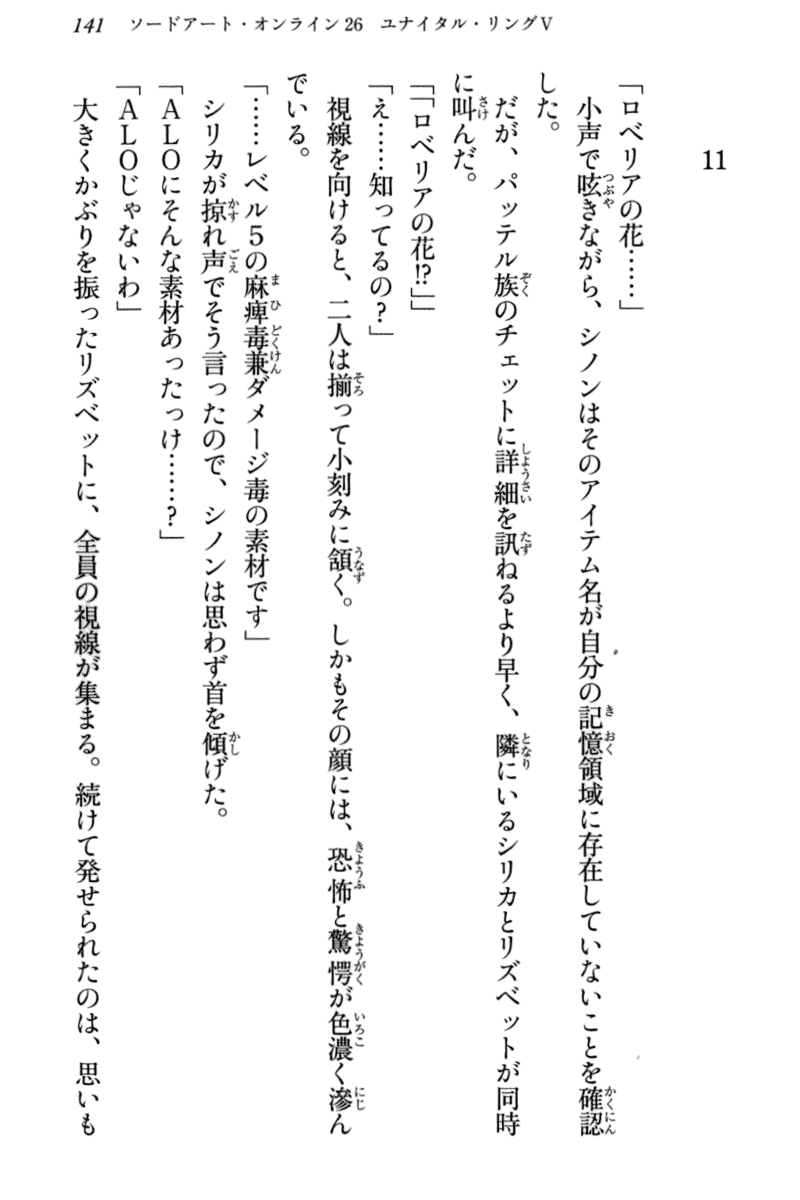 141 ソードアート・オンライン26 ユナイタル・リングⅤ
11
「ロベリアの花……」
小声で呟きながら、シノンはそのアイテム名が自分の記憶領域に存在していないことを確認
した。
だが、パッテル族のチェットに詳細を訊ねるより早く、隣にいるシリカとリズベットが同時
に叫んだ。
「「ロベリアの花!?」」
「え……知ってるの？」
視線を向けると、二人は揃って小刻みに頷く。しかもその顔には、恐怖と驚愕が色濃く滲ん
でいる。
「……レベル５の麻痺毒兼ダメージ毒の素材です」
シリカが掠れ声でそう言ったので、シノンは思わず首を傾げた。
「ＡＬＯにそんな素材あったっけ……？」
「ＡＬＯじゃないわ」
大きくかぶりを振ったリズベットに、全員の視線が集まる。続けて発せられたのは、思いも